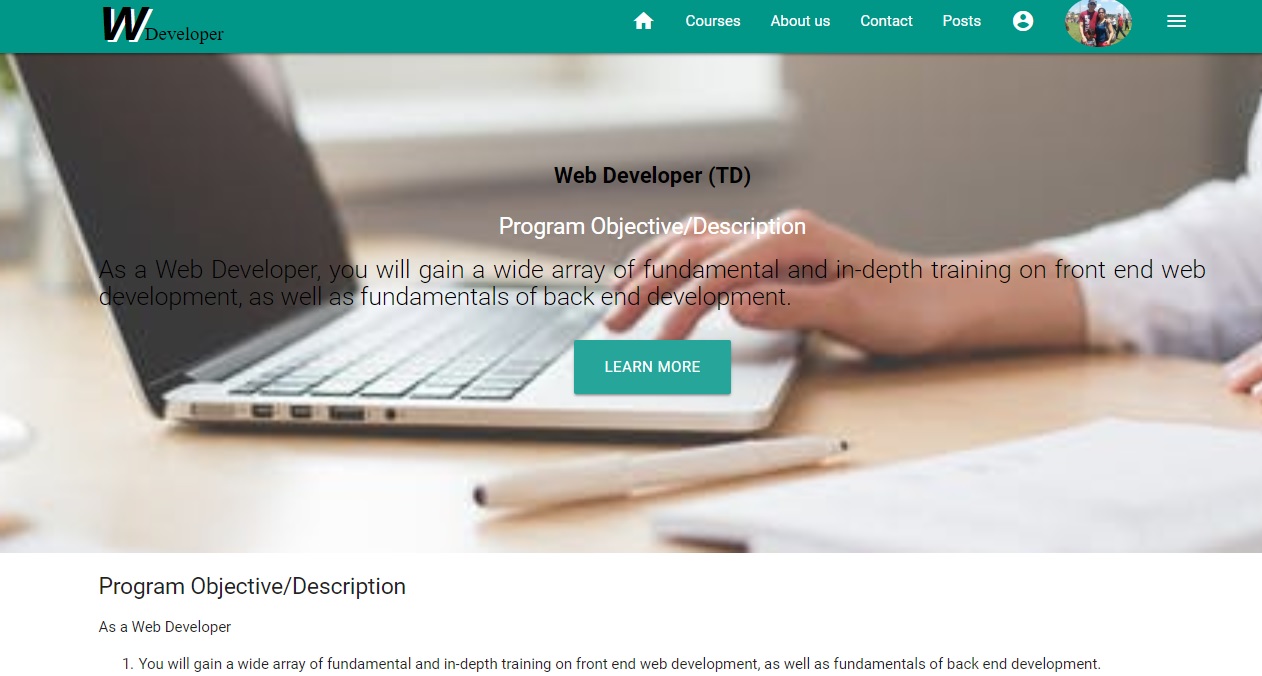 W Developer
Courses About us Contact Posts
Web Developer (TD)
Program Objective/Description
As a Web Developer, you will gain a wide array of fundamental and in-depth training on front end web
development, as well as fundamentals of back end development.
LEARN MORE
Program Objective/Description
As a Web Developer
1. You will gain a wide array of fundamental and in-depth training on front end web development, as well as fundamentals of back end development.